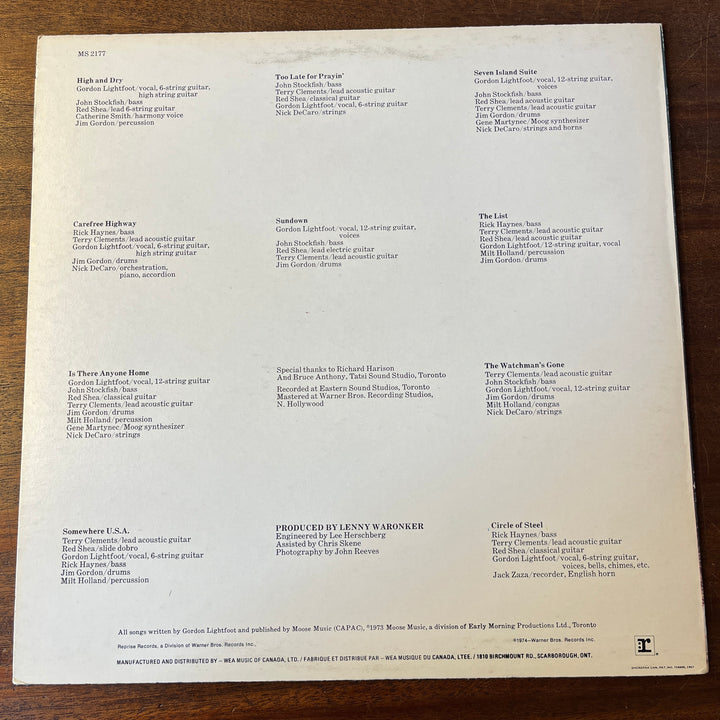 MS 2177
High and Dry
Gordon Lightfoot/vocal, 6-string guitar,
high string guitar
John Stockfish/bass
Red Shea/lead 6-string guitar
Catherine Smith/harmony voice
Jim Gordon/percussion
Too Late for Prayin'
John Stockfish/bass
Terry Clements/lead acoustic guitar
Red Shea/classical guitar
Gordon Lightfoot/vocal, 6-string guitar
Nick DeCaro/strings
Seven Island Suite
Gordon Lightfoot/vocal, 12-string guitar,
voices
John Stockfish/bass
Red Shea/lead acoustic guitar
Terry Clements/lead acoustic guitar
Jim Gordon/drums
Gene Martynec/Moog synthesizer
Nick DeCaro/strings and horns
Carefree Highway
Rick Haynes/bass
Terry Clements/lead acoustic guitar
Gordon Lightfoot/vocal, 6-string guitar,
high string guitar
Jim Gordon/drums
Nick DeCaro/orchestration,
piano, accordion
Sundown
Gordon Lightfoot/vocal, 12-string guitar,
voices
John Stockfish/bass
Red Shea/lead electric guitar
Terry Clements/lead acoustic guitar
Jim Gordon/drums
The List
Rick Haynes/bass
Terry Clements/lead acoustic guitar
Red Shea/lead acoustic guitar
Gordon Lightfoot/12-string guitar, vocal
Milt Holland/percussion
Jim Gordon/drums
Is There Anyone Home
Gordon Lightfoot/vocal, 12-string guitar
John Stockfish/bass
Red Shea/classical guitar
Terry Clements/lead acoustic guitar
Jim Gordon/drums
Milt Holland/percussion
Gene Martynec/Moog synthesizer
Nick DeCaro/strings
Special thanks to Richard Harison
And Bruce Anthony, Tatsi Sound Studio, Toronto
Recorded at Eastern Sound Studios, Toronto
Mastered at Warner Bros. Recording Studios,
N. Hollywood
The Watchman's Gone
Terry Clements/lead acoustic guitar
John Stockfish/bass
Gordon Lightfoot/vocal, 12-string guitar
Jim Gordon/drums
Milt Holland/congas
Nick DeCaro/strings
Somewhere U.S.A.
Terry Clements/lead acoustic guitar
Red Shea/slide dobro
Gordon Lightfoot/vocal, 6-string guitar
Rick Haynes/bass
Jim Gordon/drums
Milt Holland/percussion
PRODUCED BY LENNY WARONKER
Engineered by Lee Herschberg
Assisted by Chris Skene
Photography by John Reeves
Circle of Steel
Rick Haynes/bass
Terry Clements/lead acoustic guitar
Red Shea/classical guitar
Gordon Lightfoot/vocal, 6-string guitar,
voices, bells, chimes, etc.
Jack Zaza/recorder, English horn
All songs written by Gordon Lightfoot and published by Moose Music (CAPAC), ©1973 Moose Music, a division of Early Morning Productions Ltd., Toronto
Reprise Records, a Division of Warner Bros. Records Inc.
©1974—Warner Bros. Records Inc.
MANUFACTURED AND DISTRIBUTED BY – WEA MUSIC OF CANADA, LTD. / FABRIQUE ET DISTRIBUE PAR – WEA MUSIQUE DU CANADA, LTEE. / 1810 BIRCHMOUNT RD., SCARBOROUGH, ONT.